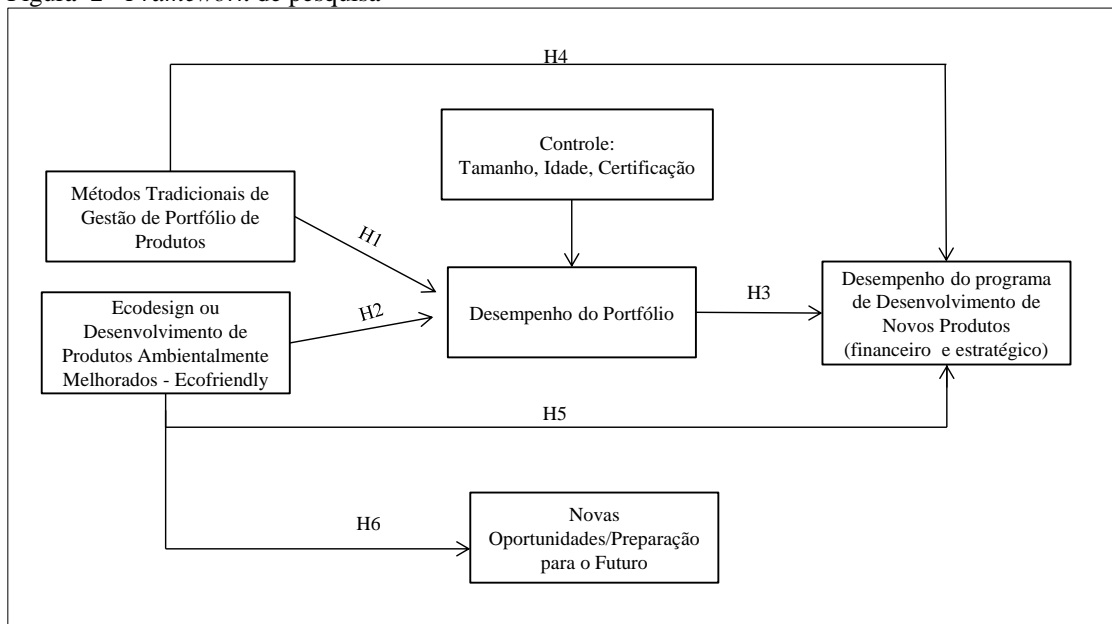 Figura 2 - Framework de pesquisa
H4
Controle:
Tamanho, Idade, Certificação
Métodos Tradicionais de
Gestão de Portfólio de
Produtos
H1
Ecodesign ou
Desenvolvimento de
Produtos Ambientalmente
Melhorados - Ecofriendly
H2
Desempenho do Portfólio
H3
Desempenho do programa
de Desenvolvimento de
Novos Produtos
(financeiro e estratégico)
H5
H6
Novas
Oportunidades/Preparação
para o Futuro